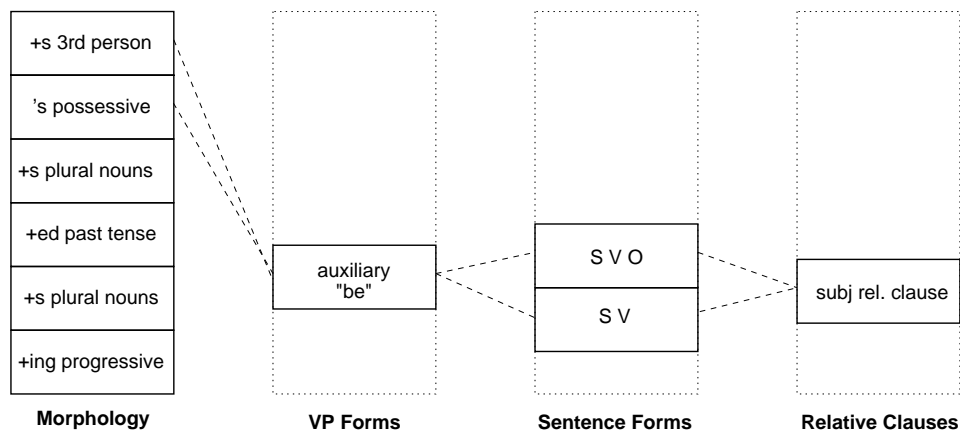 +s 3rd person
's possessive
+s plural nouns
+ed past tense
+s plural nouns
+ing progressive
Morphology
auxiliary
"be"
VP Forms
S V O
S V
Sentence Forms
subj rel. clause
Relative Clauses